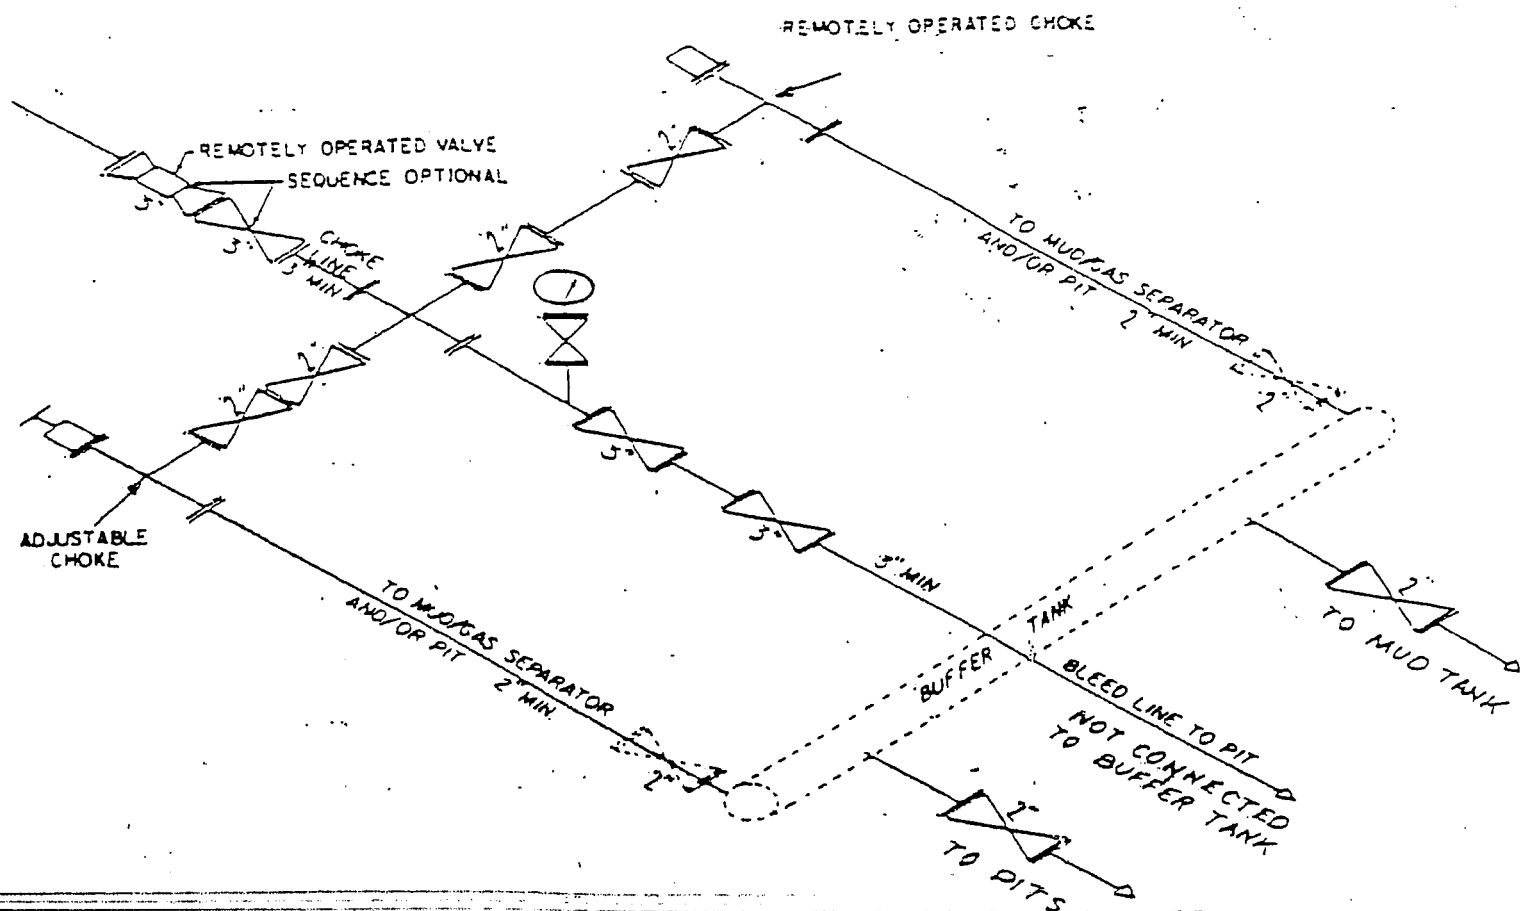 REMOTELY OPERATED CHOKE
REMOTELY OPERATED VALVE
SEQUENCE OPTIONAL
3"
3"
CHOKE
LINE
3 MIN
2"
2"
2"
2"
ADJUSTABLE
CHOKE
TO MUD/GAS SEPARATOR
AND/OR PIT
2" MIN
2"
3"
3"
3" MIN
BUFFER TANK
TO MUD/GAS SEPARATOR
AND/OR PIT
2" MIN.
2"
2"
TO MUD TANK
BLEED LINE TO PIT
NOT CONNECTED
TO BUFFER TANK
2"
TO PITS